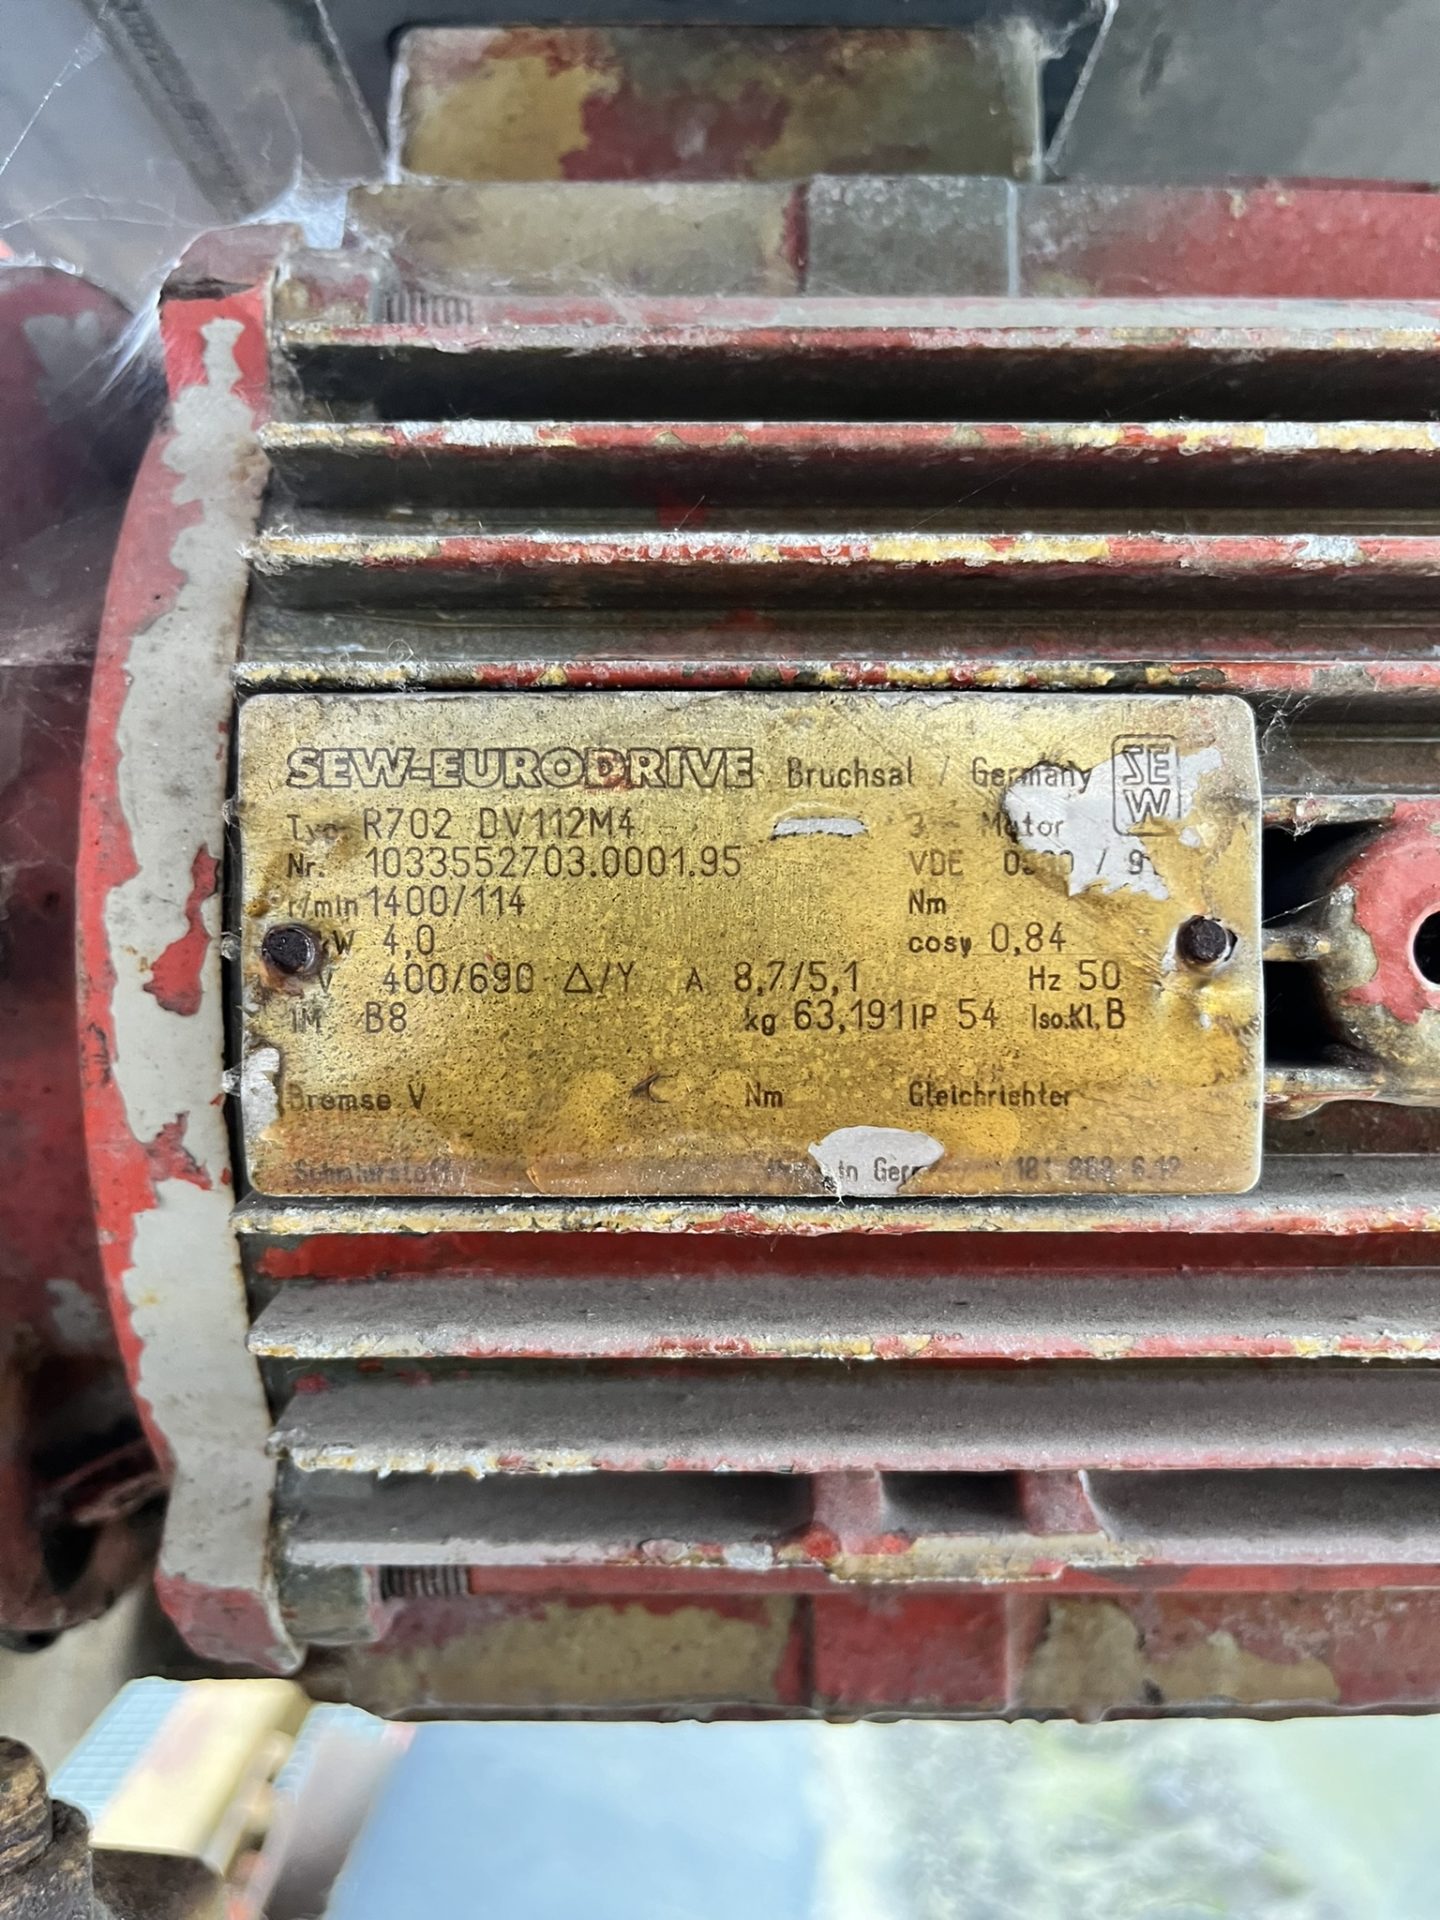 SEW-EURODRIVE Bruchsal / Germany SEW
Typ R702 DV112M4 3 ~ Motor
Nr. 1033552703.0001.95 VDE
r/min 1400/114 Nm
kW 4,0 cosφ 0,84
V 400/690 Δ/Y A 8,7/5,1 Hz 50
IM B8 kg 63,191 IP 54 Iso.Kl. B
Bremse V Nm Gleichrichter
Schmierstoff in